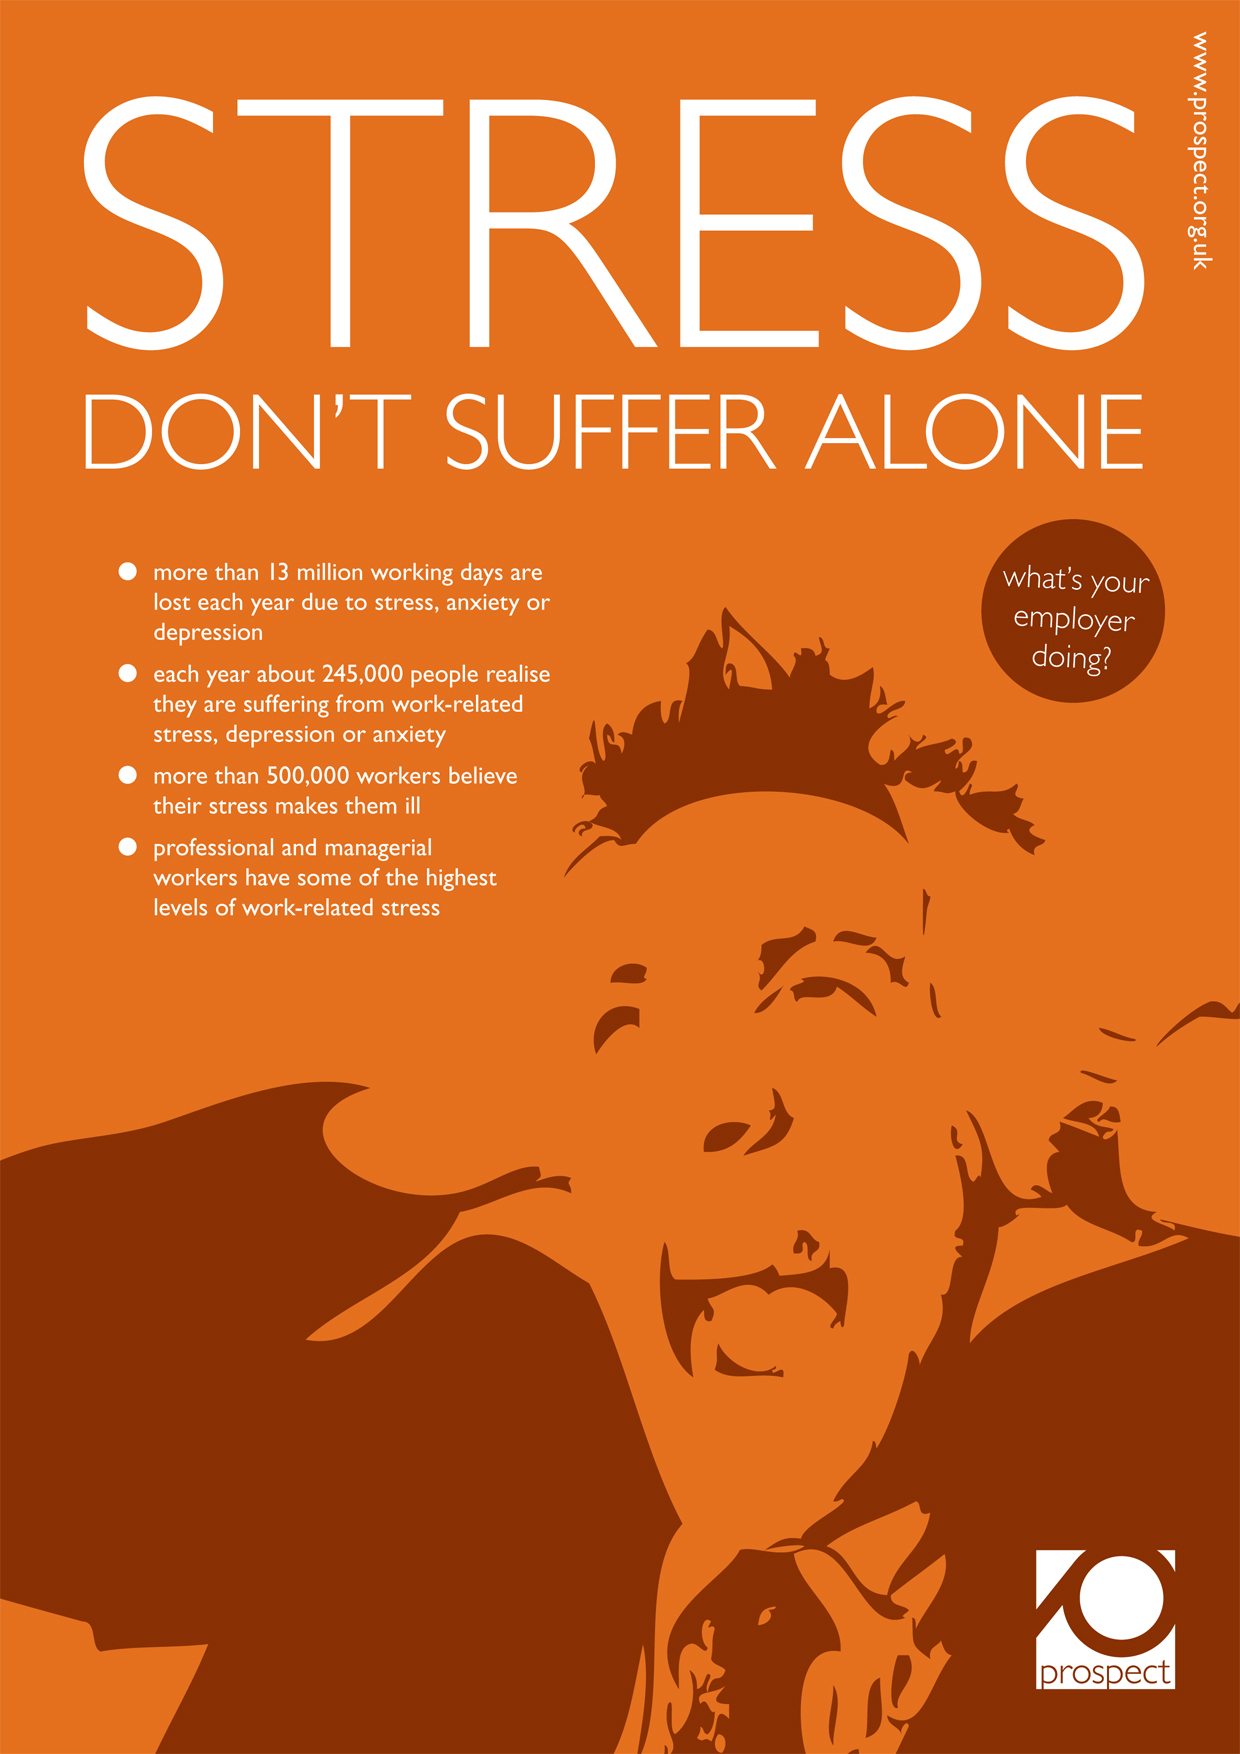 www.prospect.org.uk
STRESS
DON'T SUFFER ALONE
● more than 13 million working days are
lost each year due to stress, anxiety or
depression
● each year about 245,000 people realise
they are suffering from work-related
stress, depression or anxiety
● more than 500,000 workers believe
their stress makes them ill
● professional and managerial
workers have some of the highest
levels of work-related stress
what's your
employer
doing?
prospect